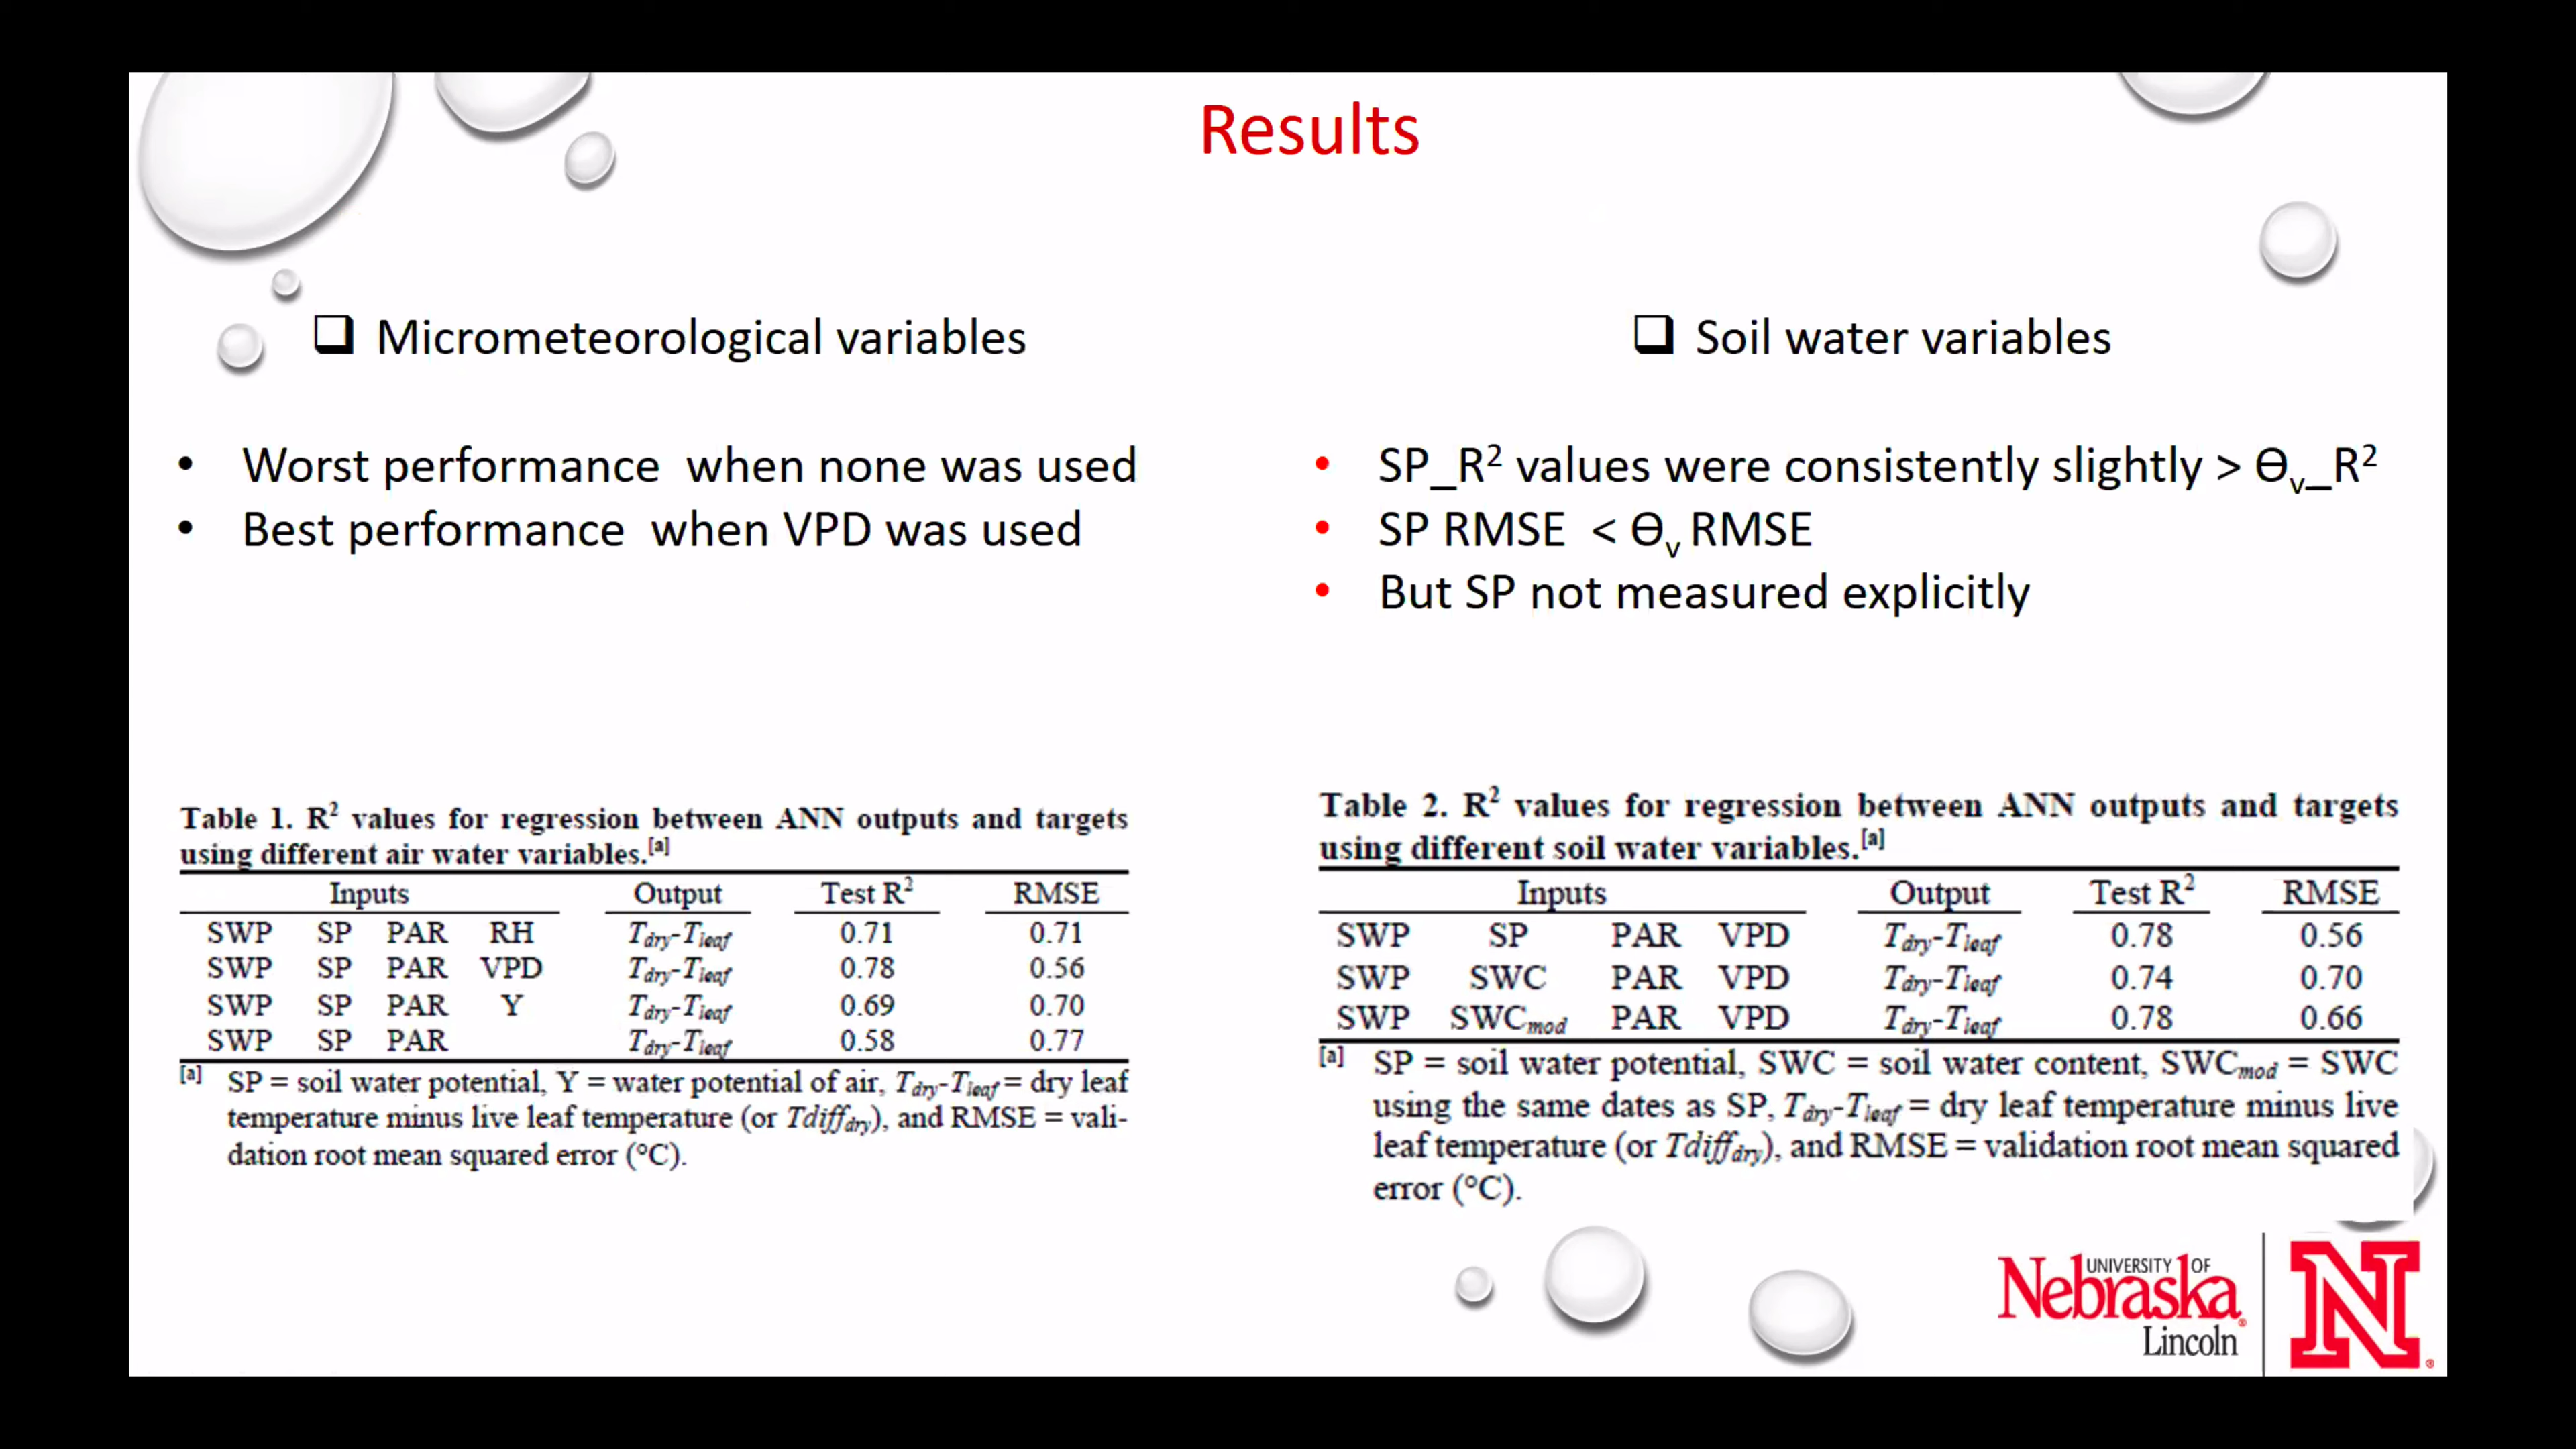 Results
❑ Micrometeorological variables
• Worst performance when none was used
• Best performance when VPD was used
Table 1. R² values for regression between ANN outputs and targets
using different air water variables.[a]
Inputs Output Test R² RMSE
SWP SP PAR RH Tdry-Tleaf 0.71 0.71
SWP SP PAR VPD Tdry-Tleaf 0.78 0.56
SWP SP PAR Y Tdry-Tleaf 0.69 0.70
SWP SP PAR Tdry-Tleaf 0.58 0.77
[a] SP = soil water potential, Y = water potential of air, Tdry-Tleaf = dry leaf
temperature minus live leaf temperature (or Tdiffdry), and RMSE = vali-
dation root mean squared error (°C).
❑ Soil water variables
• SP_R² values were consistently slightly > ϴv_R²
• SP RMSE < ϴv RMSE
• But SP not measured explicitly
Table 2. R² values for regression between ANN outputs and targets
using different soil water variables.[a]
Inputs Output Test R² RMSE
SWP SP PAR VPD Tdry-Tleaf 0.78 0.56
SWP SWC PAR VPD Tdry-Tleaf 0.74 0.70
SWP SWCmod PAR VPD Tdry-Tleaf 0.78 0.66
[a] SP = soil water potential, SWC = soil water content, SWCmod = SWC
using the same dates as SP, Tdry-Tleaf = dry leaf temperature minus live
leaf temperature (or Tdiffdry), and RMSE = validation root mean squared
error (°C).
UNIVERSITY OF
Nebraska®
Lincoln
N®